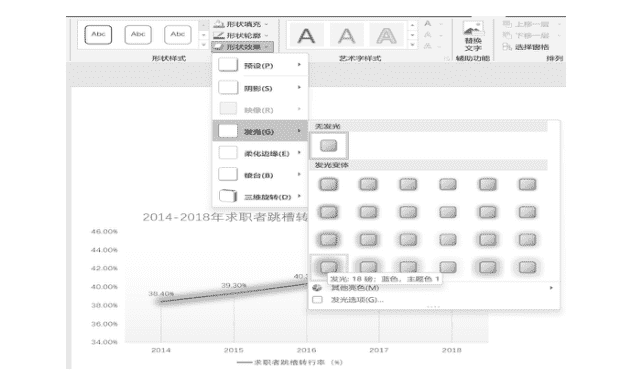 Abc Abc Abc
形状填充
形状轮廓
形状效果
A A A
A
A
A
替换
文字
上移一层
下移一层
选择窗格
形状样式 艺术字样式 辅助功能 排列
预设(P)
阴影(S)
映像(R)
发光(G)
柔化边缘(E)
棱台(B)
三维旋转(D)
无发光
发光变体
发光: 18 磅; 蓝色, 主题色 1
其他亮色(M)
发光选项(G)...
2014-2018年求职者跳槽转
46.00%
44.00%
42.00%
40.00%
38.00%
36.00%
34.00%
38.40%
39.30%
40.
2014 2015 2016 2017 2018
求职者跳槽转行率（%）